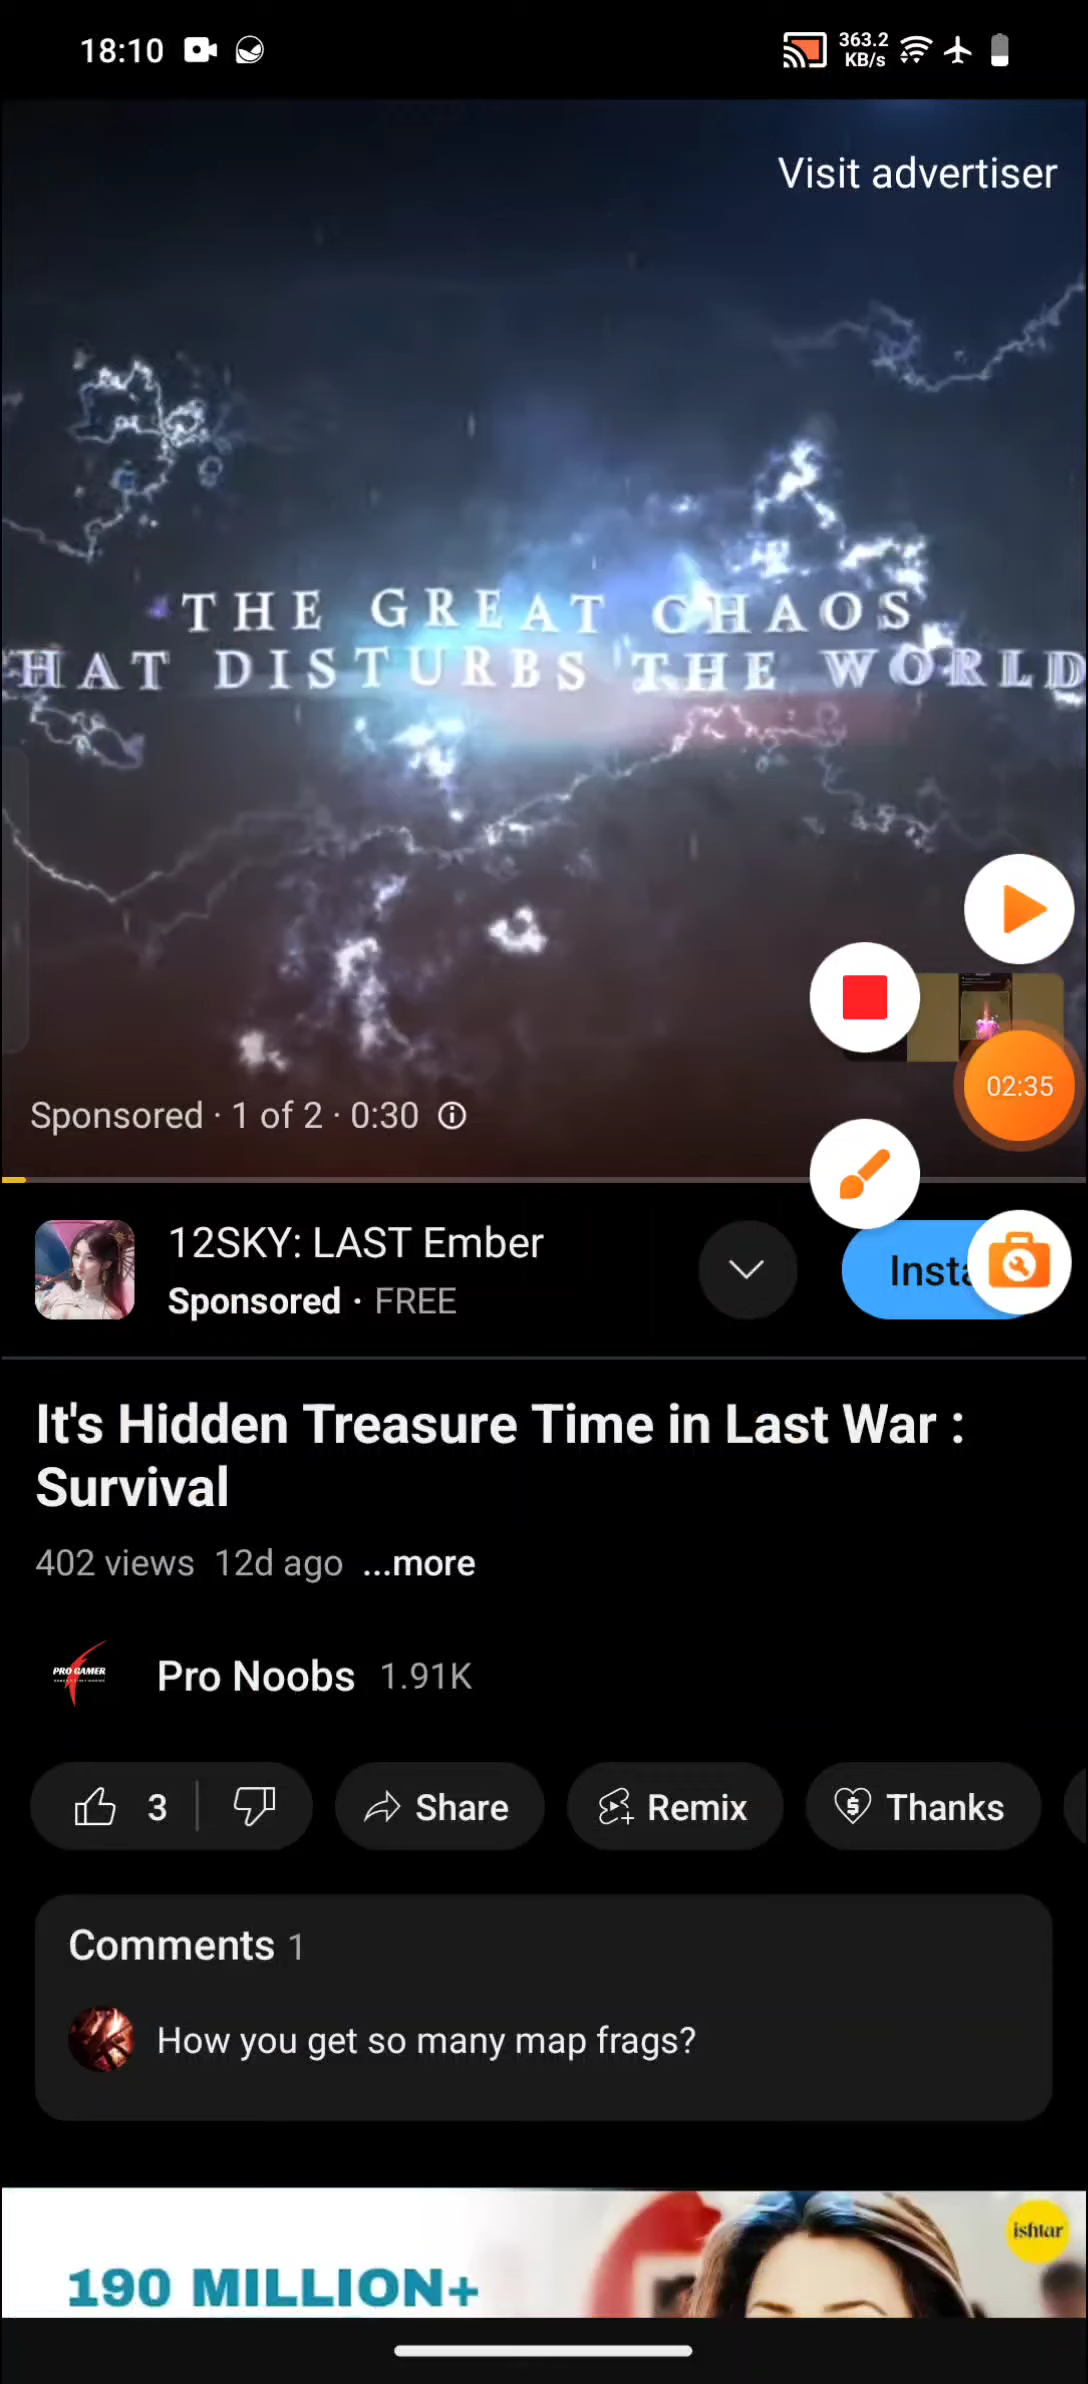 18:10
363.2
KB/s
Visit advertiser
THE GREAT CHAOS
HAT DISTURBS THE WORLD
02:35
Sponsored · 1 of 2 · 0:30
12SKY: LAST Ember
Sponsored · FREE
Insta
It's Hidden Treasure Time in Last War :
Survival
402 views 12d ago ...more
PRO GAMER
Pro Noobs 1.91K
3
Share
Remix
Thanks
Comments 1
How you get so many map frags?
ishtar
190 MILLION+